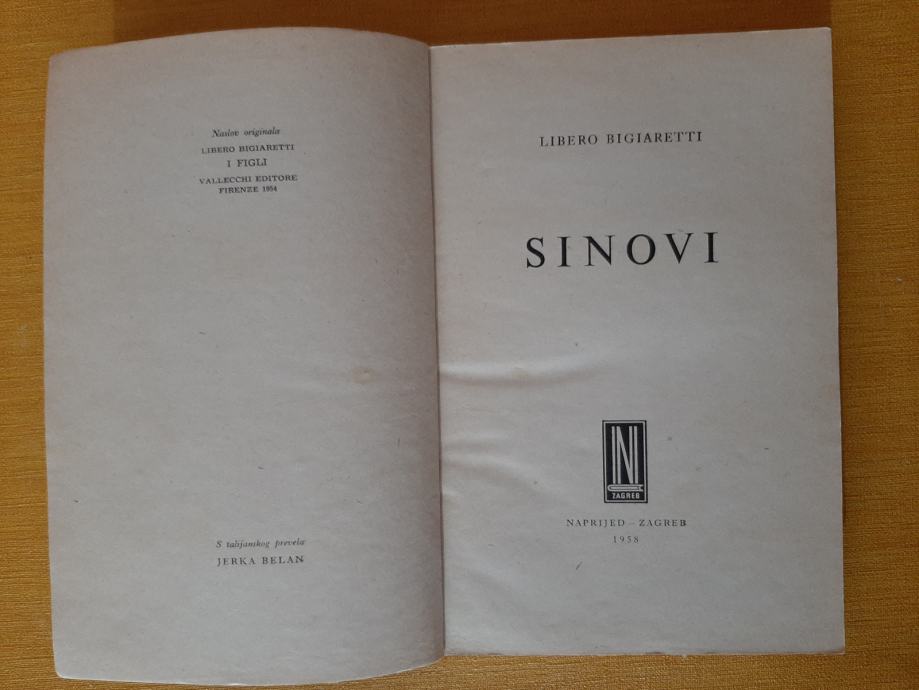 Naslov originala
LIBERO BIGIARETTI
I FIGLI
VALLECCHI EDITORE
FIRENZE 1954
S talijanskog prevela
JERKA BELAN
LIBERO BIGIARETTI
SINOVI
N
ZAGREB
NAPRIJED – ZAGREB
1958